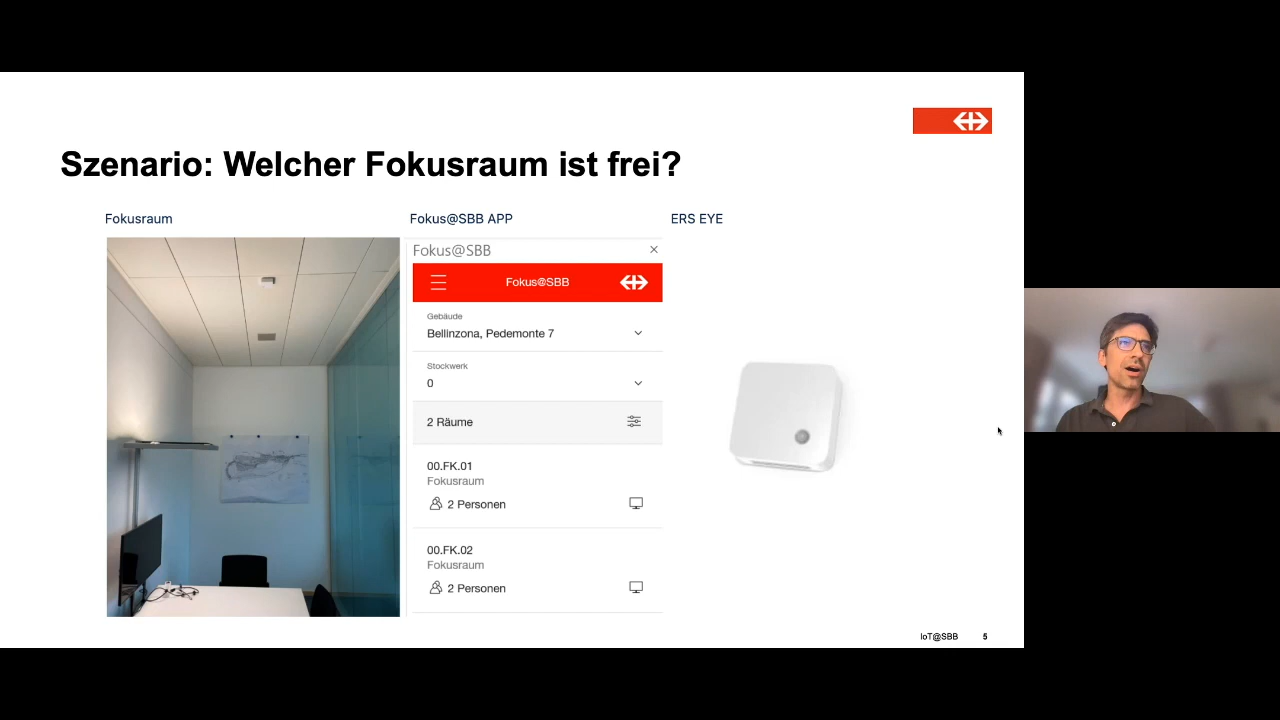 Szenario: Welcher Fokusraum ist frei?
Fokusraum
Fokus@SBB APP
ERS EYE
Fokus@SBB
Fokus@SBB
Gebäude
Bellinzona, Pedemonte 7
Stockwerk
0
2 Räume
00.FK.01
Fokusraum
2 Personen
00.FK.02
Fokusraum
2 Personen
IoT@SBB 5